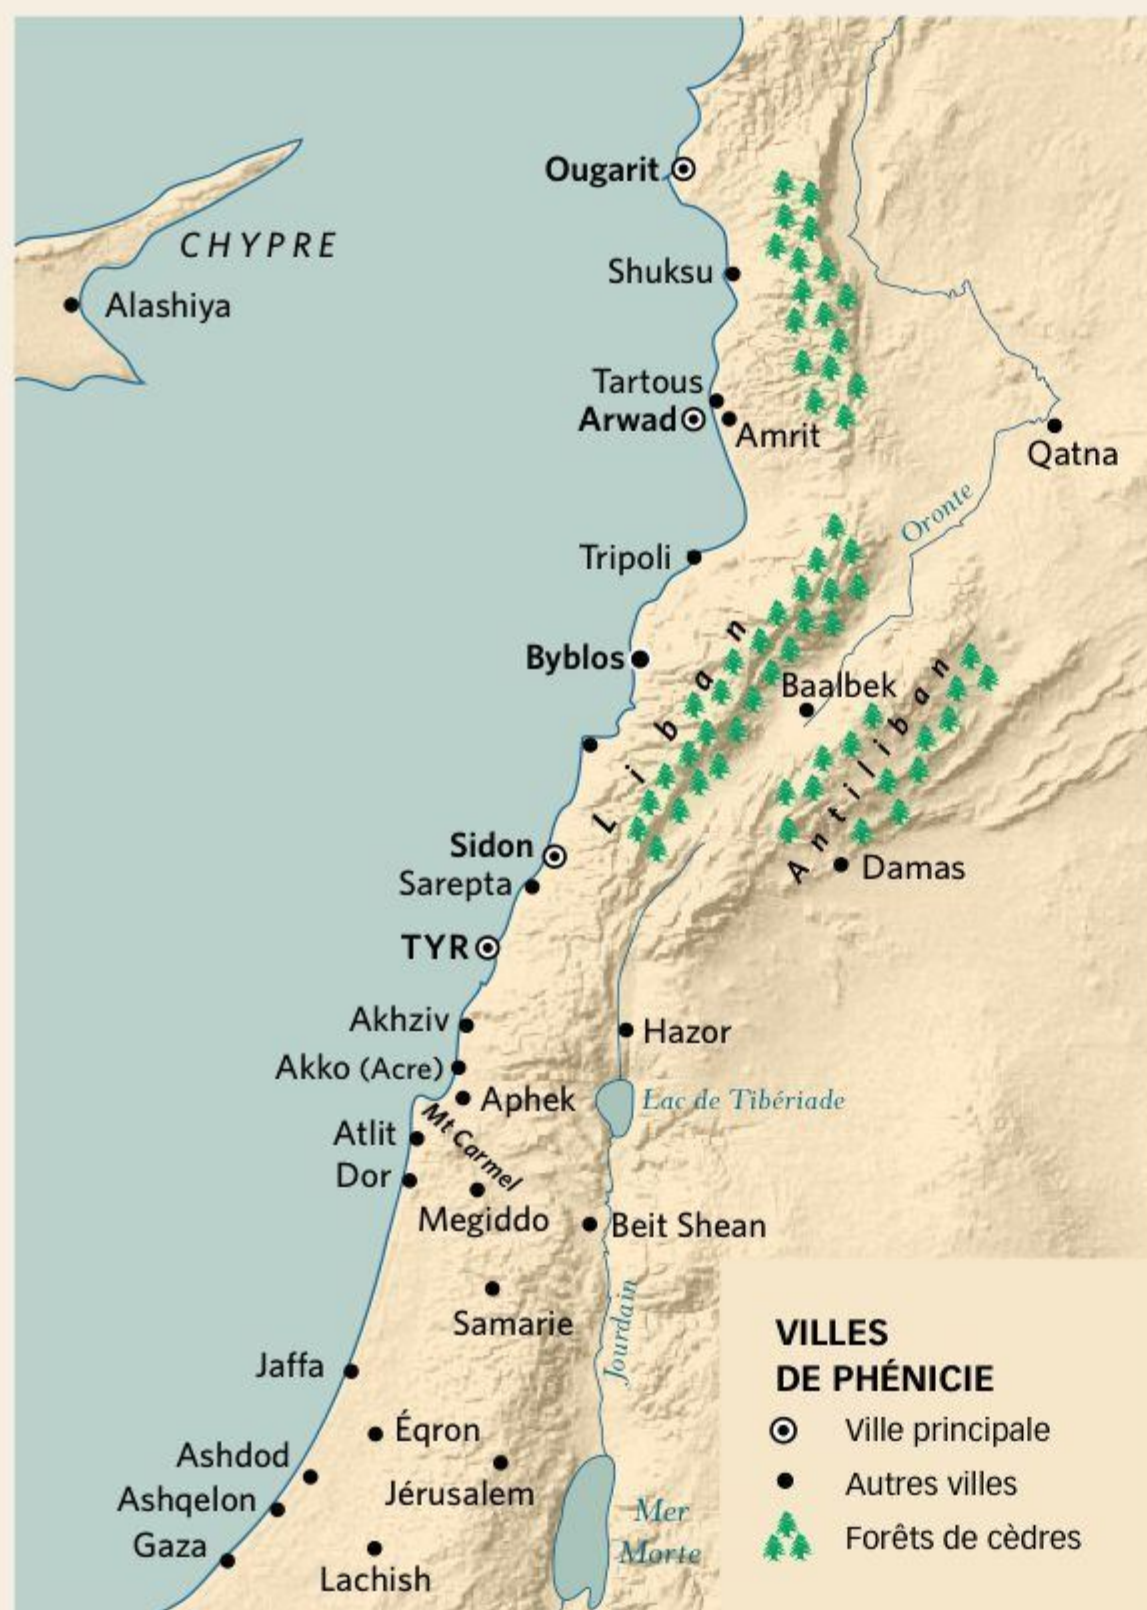 Ougarit
CHYPRE
Shuksu
Alashiya
Tartous
Arwad
Amrit
Qatna
Oronte
Tripoli
Liban
Byblos
Baalbek
Antiliban
Sidon
Damas
Sarepta
TYR
Akhziv
Hazor
Akko (Acre)
Aphek
Lac de Tibériade
Mt Carmel
Atlit
Dor
Megiddo
Beit Shean
Samarie
Jourdain
Jaffa
Éqron
Ashdod
Jérusalem
Ashqelon
Gaza
Lachish
Mer
Morte
VILLES
DE PHÉNICIE
Ville principale
Autres villes
Forêts de cèdres